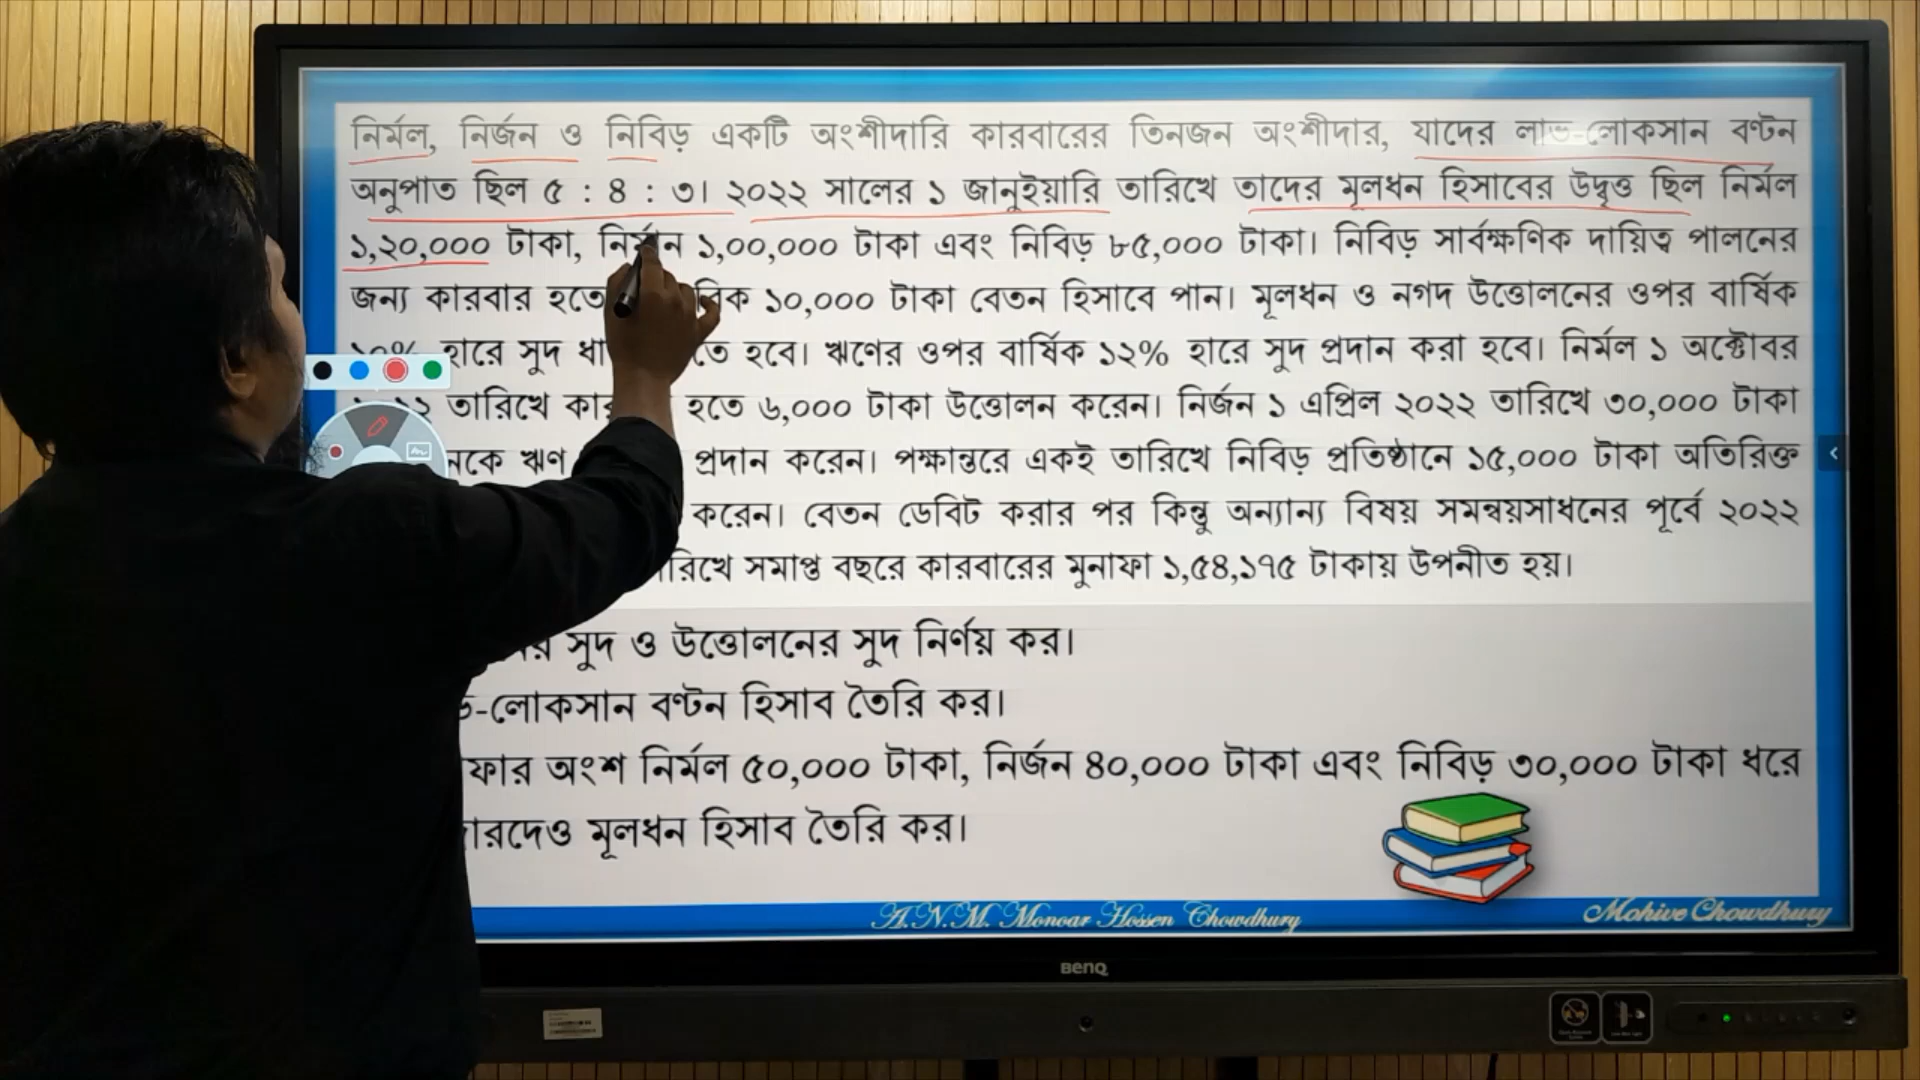 নির্মল, নির্জন ও নিবিড় একটি অংশীদারি কারবারের তিনজন অংশীদার, যাদের লাভ-লোকসান বণ্টন
অনুপাত ছিল ৫ : ৪ : ৩। ২০২২ সালের ১ জানুইয়ারি তারিখে তাদের মূলধন হিসাবের উদ্বৃত্ত ছিল নির্মল
১,২০,০০০ টাকা, ১,০০,০০০ টাকা এবং নিবিড় ৮৫,০০০ টাকা। নিবিড় সার্বক্ষণিক দায়িত্ব পালনের
জন্য কারবার হতে ১০,০০০ টাকা বেতন হিসাবে পান। মূলধন ও নগদ উত্তোলনের ওপর বার্ষিক
১০% হারে সুদ হবে। ঋণের ওপর বার্ষিক ১২% হারে সুদ প্রদান করা হবে। নির্মল ১ অক্টোবর
তারিখে হতে ৬,০০০ টাকা উত্তোলন করেন। নির্জন ১ এপ্রিল ২০২২ তারিখে ৩০,০০০ টাকা
ঋণ প্রদান করেন। পক্ষান্তরে একই তারিখে নিবিড় প্রতিষ্ঠানে ১৫,০০০ টাকা অতিরিক্ত
করেন। বেতন ডেবিট করার পর কিন্তু অন্যান্য বিষয় সমন্বয়সাধনের পূর্বে ২০২২
সমাপ্ত বছরে কারবারের মুনাফা ১,৫৪,১৭৫ টাকায় উপনীত হয়।
সুদ ও উত্তোলনের সুদ নির্ণয় কর।
-লোকসান বণ্টন হিসাব তৈরি কর।
অংশ নির্মল ৫০,০০০ টাকা, নির্জন ৪০,০০০ টাকা এবং নিবিড় ৩০,০০০ টাকা ধরে
মূলধন হিসাব তৈরি কর।
A.N.M. Monoar Hossen Chowdhury
Mohive Chowdhury
BenQ